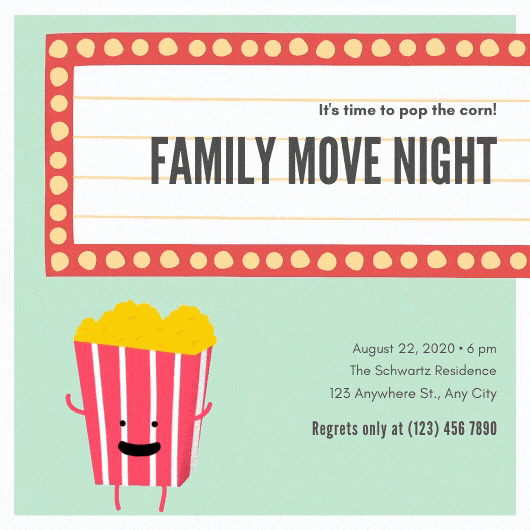 It's time to pop the corn!
FAMILY MOVE NIGHT
August 22, 2020 • 6 pm
The Schwartz Residence
123 Anywhere St., Any City
Regrets only at (123) 456 7890